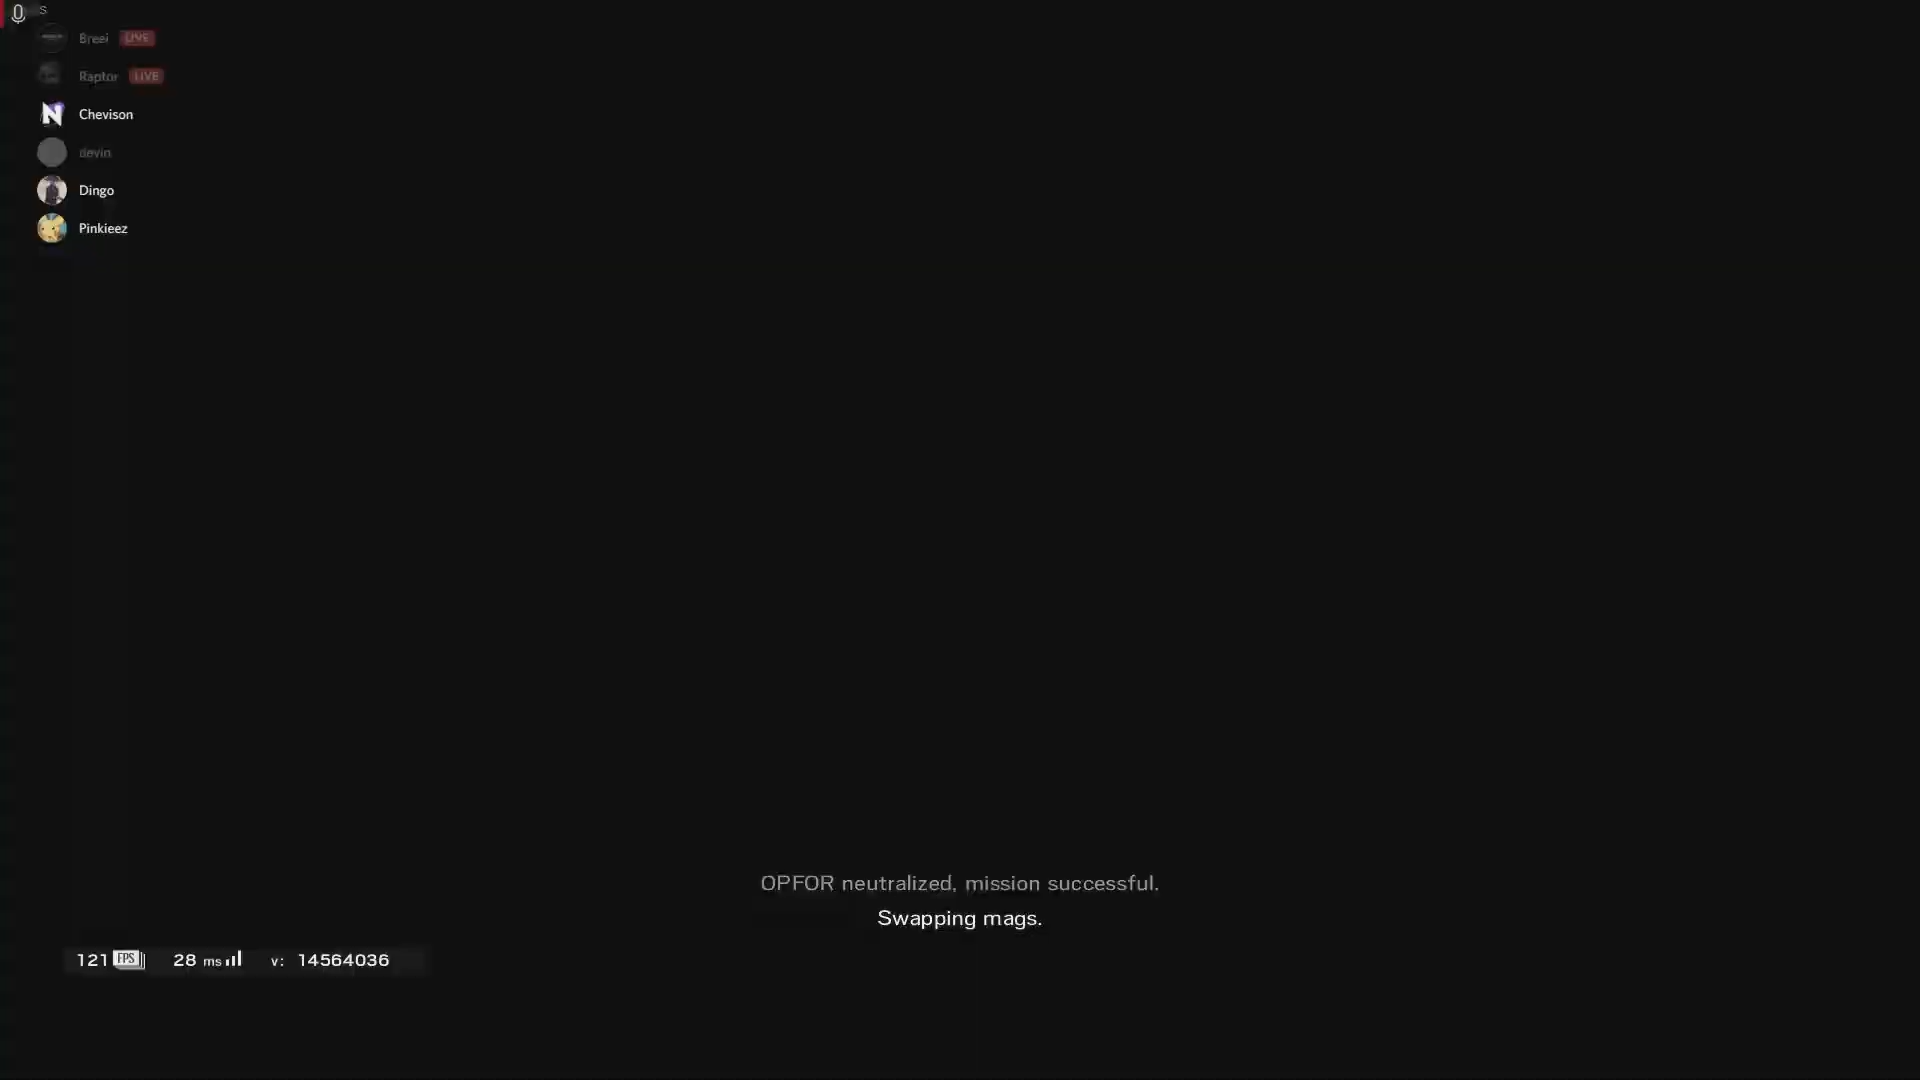 S
Breei LIVE
Raptor LIVE
N Chevison
devin
Dingo
Pinkieez
OPFOR neutralized, mission successful.
Swapping mags.
121 FPS 28 ms v: 14564036